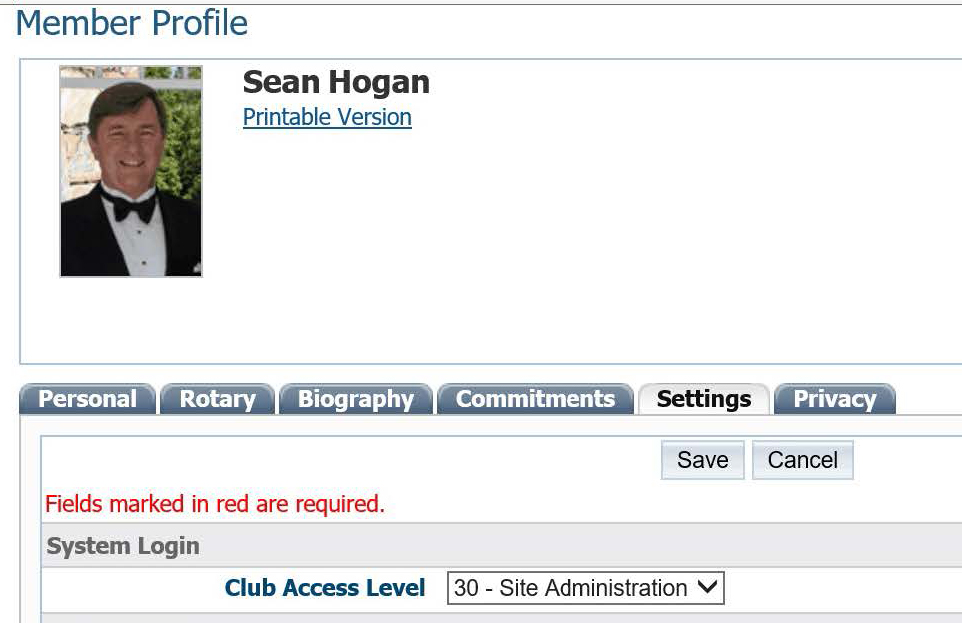 Member Profile
Sean Hogan
Printable Version
Personal Rotary Biography Commitments Settings Privacy
Save Cancel
Fields marked in red are required.
System Login
Club Access Level 30 - Site Administration